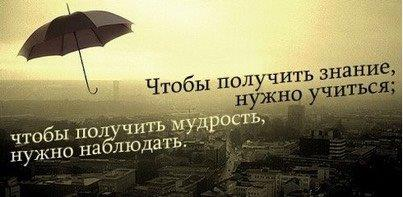 Чтобы получить знание,
нужно учиться;
чтобы получить мудрость,
нужно наблюдать.